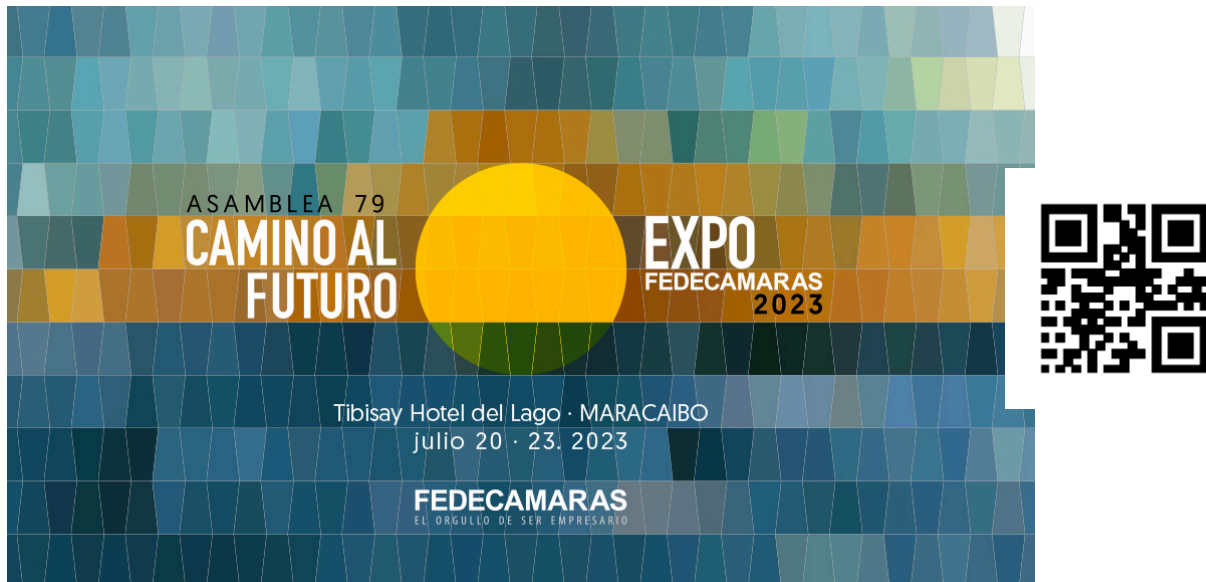 ASAMBLEA 79
CAMINO AL
FUTURO
EXPO
FEDECAMARAS
2023
Tibisay Hotel del Lago · MARACAIBO
julio 20 · 23. 2023
FEDECAMARAS
EL ORGULLO DE SER EMPRESARIO